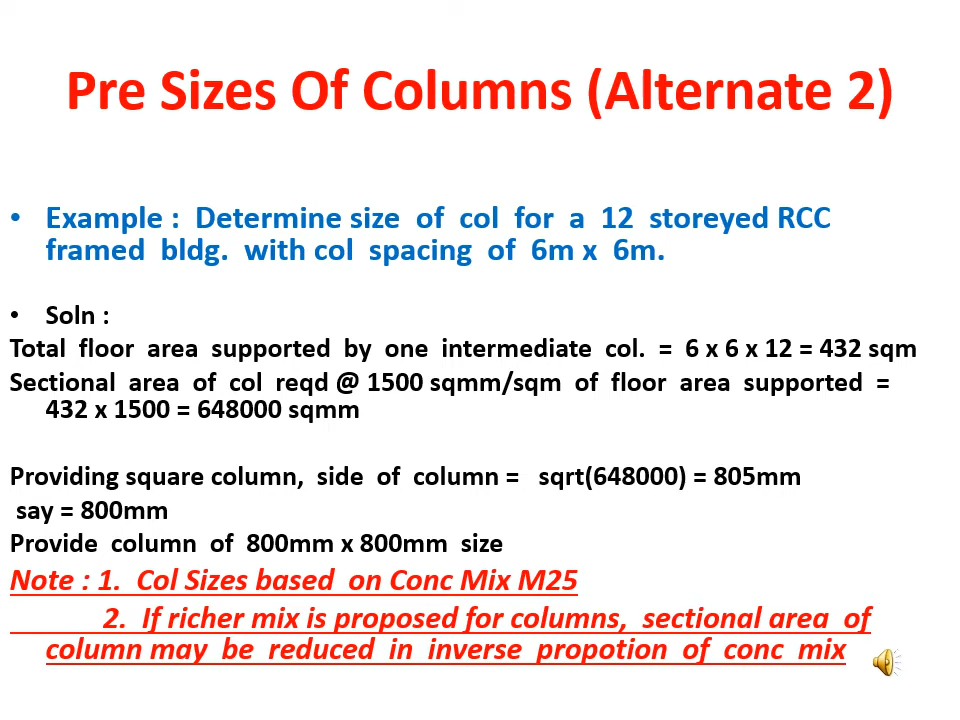 Pre Sizes Of Columns (Alternate 2)
• Example : Determine size of col for a 12 storeyed RCC
framed bldg. with col spacing of 6m x 6m.
• Soln :
Total floor area supported by one intermediate col. = 6 x 6 x 12 = 432 sqm
Sectional area of col reqd @ 1500 sqmm/sqm of floor area supported =
432 x 1500 = 648000 sqmm
Providing square column, side of column = sqrt(648000) = 805mm
say = 800mm
Provide column of 800mm x 800mm size
Note : 1. Col Sizes based on Conc Mix M25
2. If richer mix is proposed for columns, sectional area of
column may be reduced in inverse propotion of conc mix